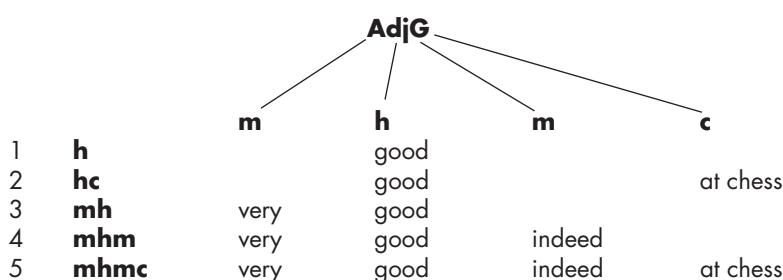 AdjG
m h m c
1 h good
2 hc good at chess
3 mh very good
4 mhm very good indeed
5 mhmc very good indeed at chess